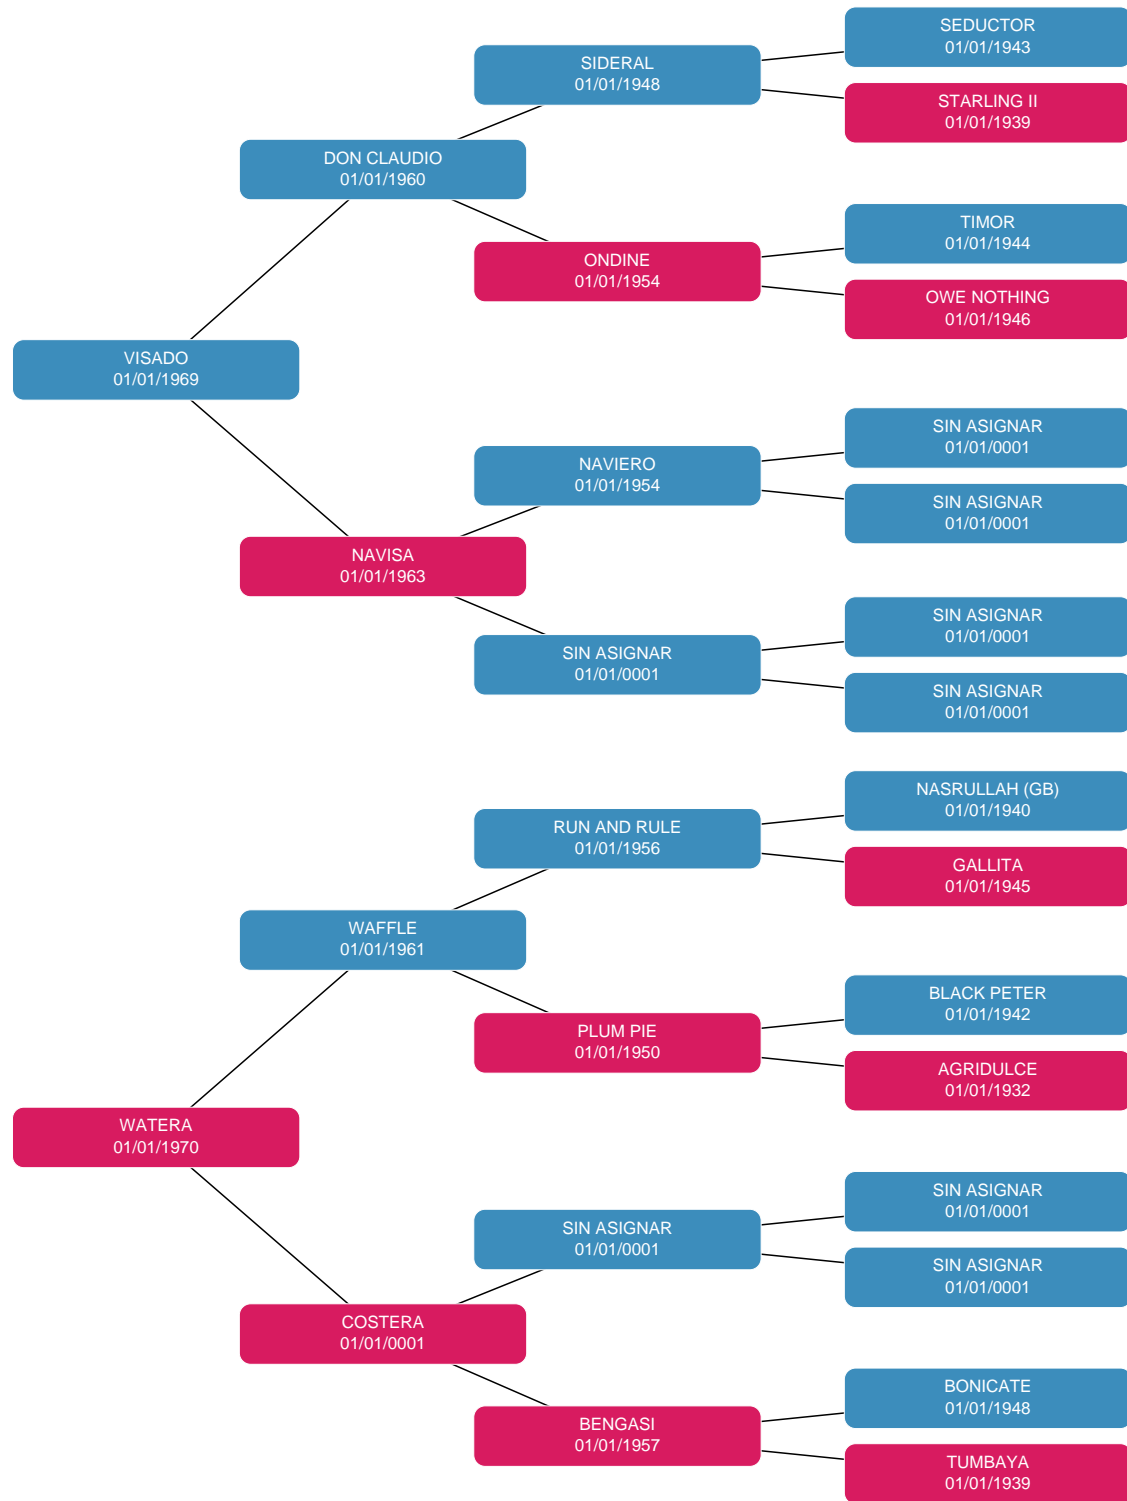 SEDUCTOR
01/01/1943
SIDERAL
01/01/1948
STARLING II
01/01/1939
DON CLAUDIO
01/01/1960
TIMOR
01/01/1944
ONDINE
01/01/1954
OWE NOTHING
01/01/1946
VISADO
01/01/1969
SIN ASIGNAR
01/01/0001
NAVIERO
01/01/1954
SIN ASIGNAR
01/01/0001
NAVISA
01/01/1963
SIN ASIGNAR
01/01/0001
SIN ASIGNAR
01/01/0001
SIN ASIGNAR
01/01/0001
NASRULLAH (GB)
01/01/1940
RUN AND RULE
01/01/1956
GALLITA
01/01/1945
WAFFLE
01/01/1961
BLACK PETER
01/01/1942
PLUM PIE
01/01/1950
AGRIDULCE
01/01/1932
WATERA
01/01/1970
SIN ASIGNAR
01/01/0001
SIN ASIGNAR
01/01/0001
SIN ASIGNAR
01/01/0001
COSTERA
01/01/0001
BONICATE
01/01/1948
BENGASI
01/01/1957
TUMBAYA
01/01/1939